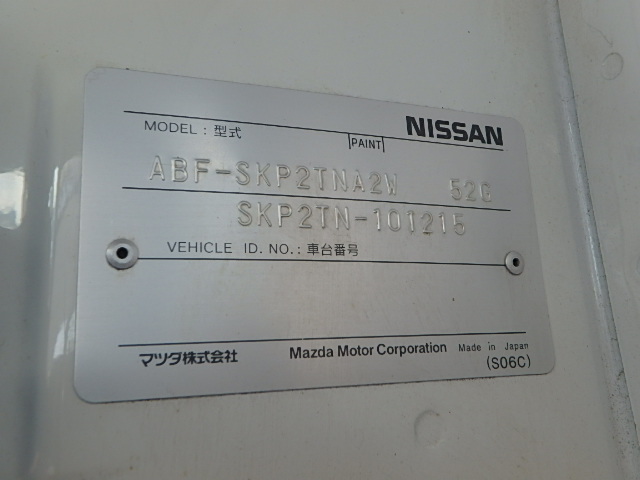 NISSAN
MODEL : 型式 PAINT
ABF-SKP2TNA2W 52G
SKP2TN-101215
VEHICLE ID. NO. : 車台番号
マツダ株式会社 Mazda Motor Corporation Made in Japan
(S06C)